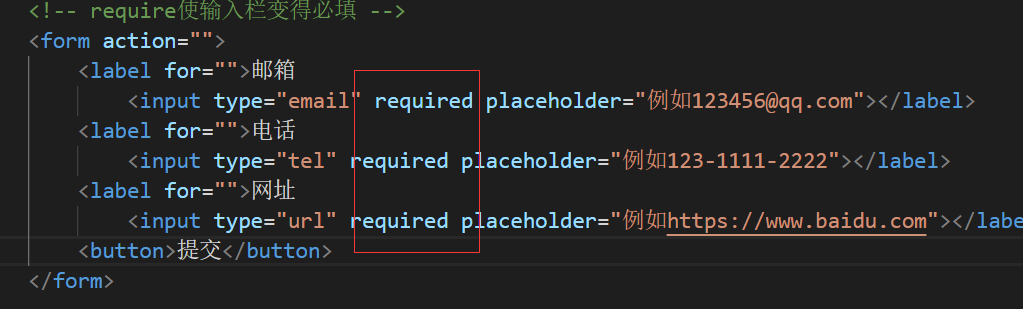 <!-- require使输入栏变得必填 -->
<form action="">
<label for="">邮箱
<input type="email" required placeholder="例如123456@qq.com"></label>
<label for="">电话
<input type="tel" required placeholder="例如123-1111-2222"></label>
<label for="">网址
<input type="url" required placeholder="例如https://www.baidu.com"></labe
<button>提交</button>
</form>